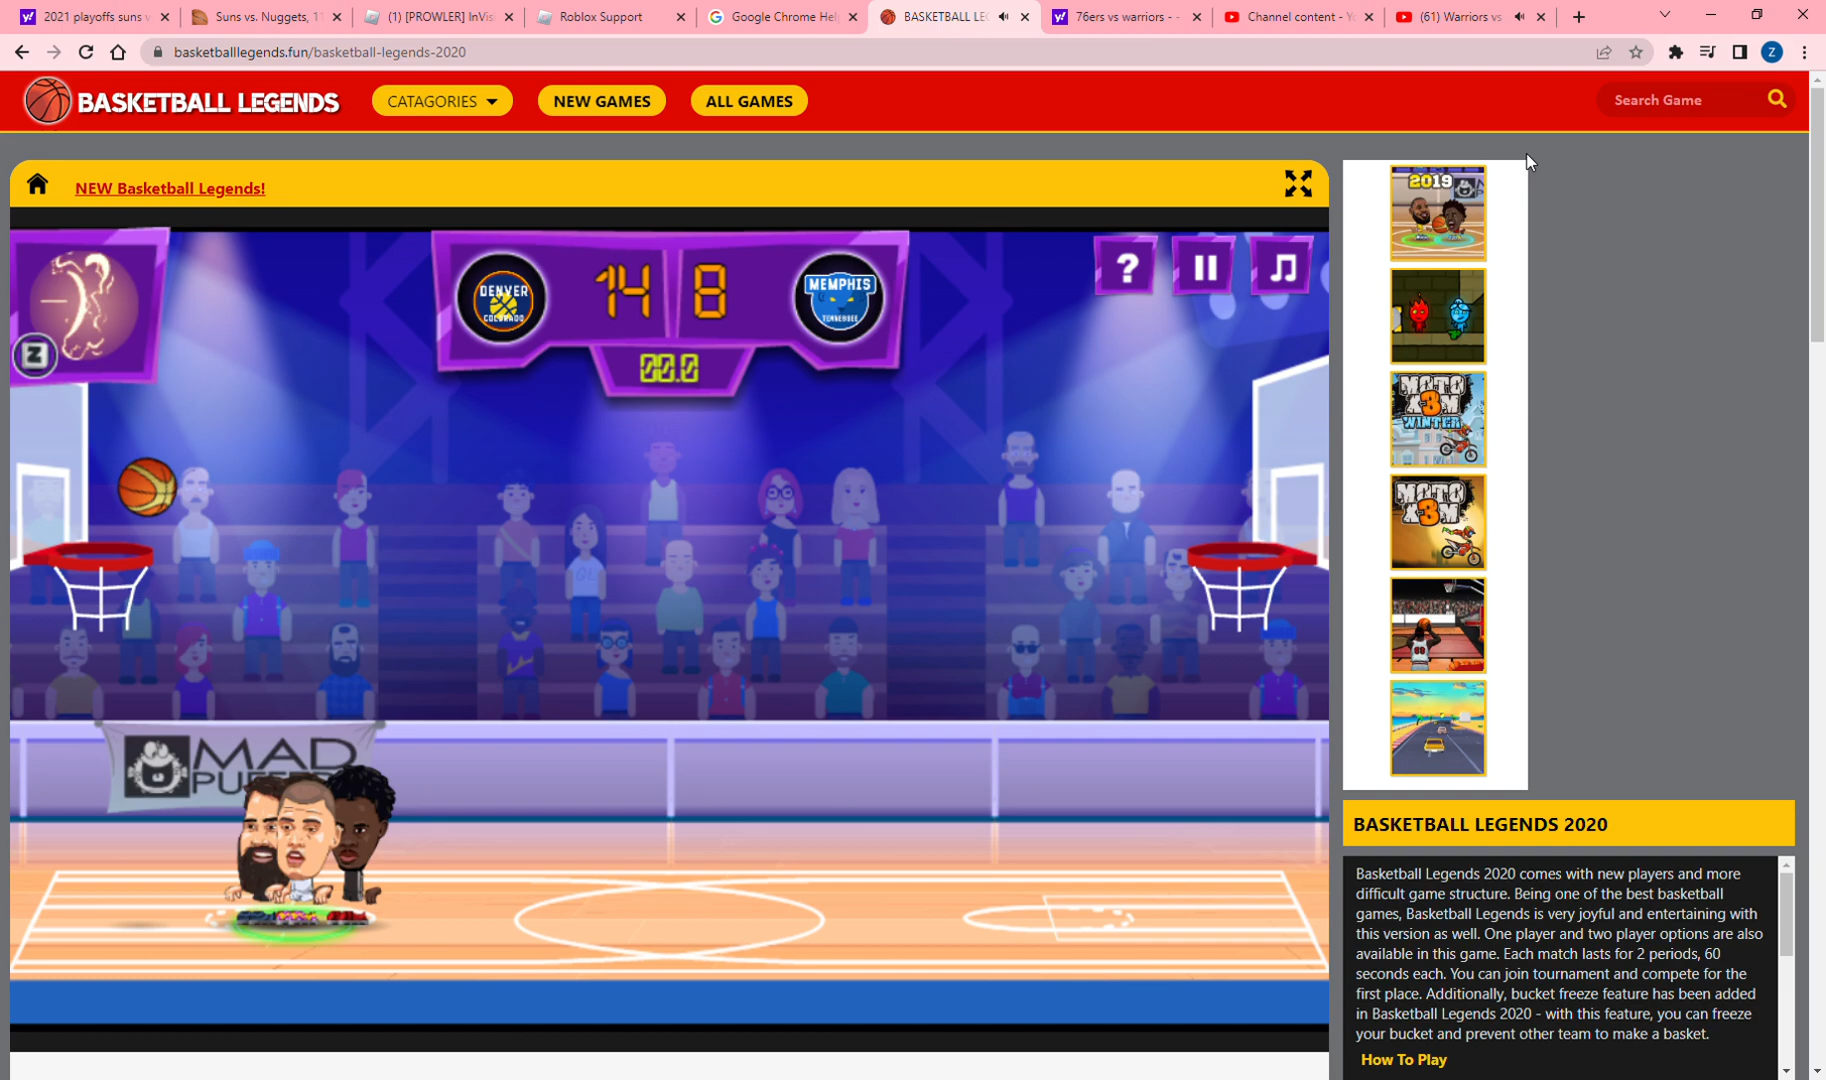 2021 playoffs suns v
Suns vs. Nuggets, 11
(1) [PROWLER] InVis
Roblox Support
Google Chrome Hel
BASKETBALL LEG
76ers vs warriors - 
Channel content - Yo
(61) Warriors vs
basketballlegends.fun/basketball-legends-2020
Z
BASKETBALL LEGENDS
CATAGORIES
NEW GAMES
ALL GAMES
Search Game
NEW Basketball Legends!
DENVER
COLORADO
14 8
MEMPHIS
TENNESSEE
?
Z
00.0
MAD
PUFFERS
2019
MOTO
X3M
WINTER
MOTO
X3M
BASKETBALL LEGENDS 2020
Basketball Legends 2020 comes with new players and more
difficult game structure. Being one of the best basketball
games, Basketball Legends is very joyful and entertaining with
this version as well. One player and two player options are also
available in this game. Each match lasts for 2 periods, 60
seconds each. You can join tournament and compete for the
first place. Additionally, bucket freeze feature has been added
in Basketball Legends 2020 - with this feature, you can freeze
your bucket and prevent other team to make a basket.
How To Play